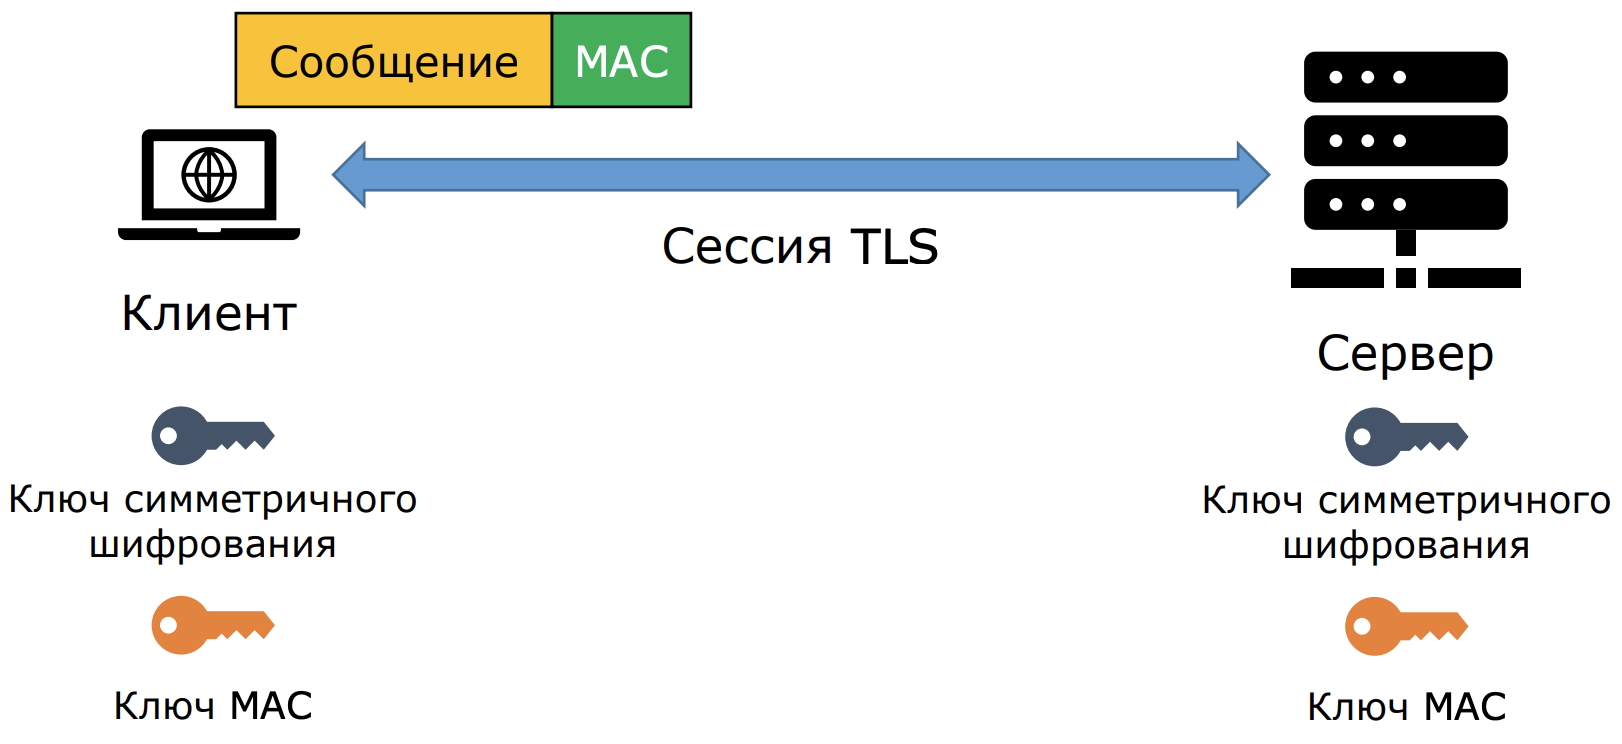 Сообщение MAC
Сессия TLS
Клиент
Сервер
Ключ симметричного
шифрования
Ключ симметричного
шифрования
Ключ MAC
Ключ MAC